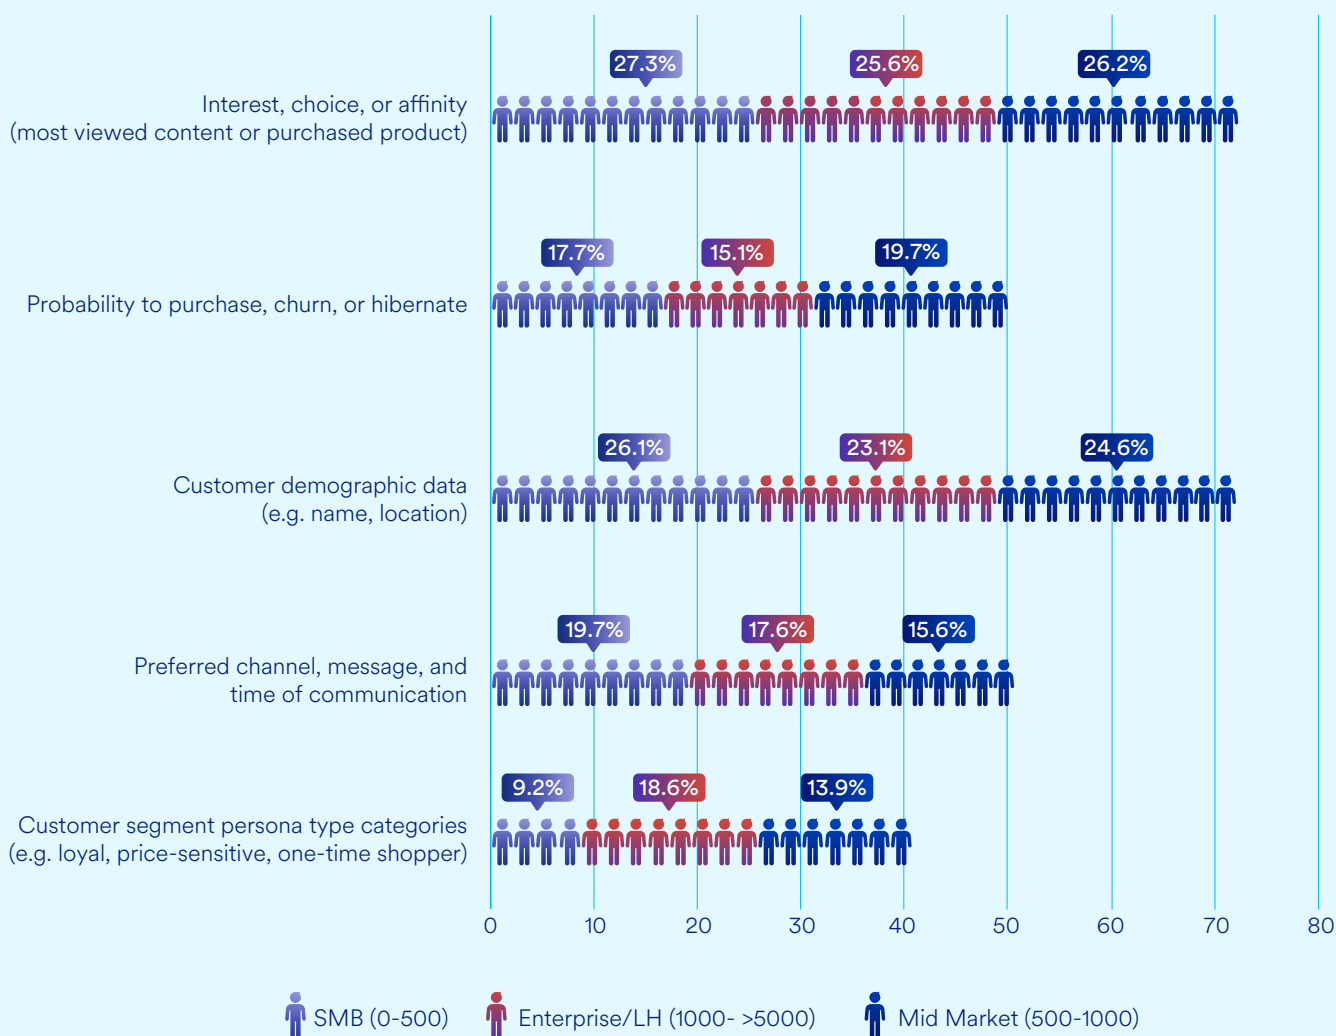 27.3%
25.6%
26.2%
Interest, choice, or affinity
(most viewed content or purchased product)
17.7%
15.1%
19.7%
Probability to purchase, churn, or hibernate
26.1%
23.1%
24.6%
Customer demographic data
(e.g. name, location)
19.7%
17.6%
15.6%
Preferred channel, message, and
time of communication
9.2%
18.6%
13.9%
Customer segment persona type categories
(e.g. loyal, price-sensitive, one-time shopper)
0 10 20 30 40 50 60 70 80
SMB (0-500) Enterprise/LH (1000- >5000) Mid Market (500-1000)